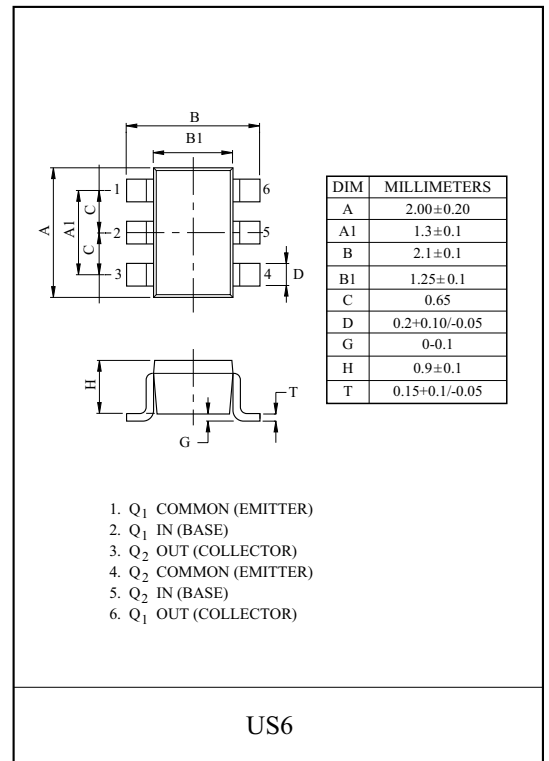 B
B1
1 6
A A1 C
2 5
C
3 4 D
H T
G
DIM MILLIMETERS
A 2.00±0.20
A1 1.3±0.1
B 2.1±0.1
B1 1.25±0.1
C 0.65
D 0.2+0.10/-0.05
G 0-0.1
H 0.9±0.1
T 0.15+0.1/-0.05
1. Q1 COMMON (EMITTER)
2. Q1 IN (BASE)
3. Q2 OUT (COLLECTOR)
4. Q2 COMMON (EMITTER)
5. Q2 IN (BASE)
6. Q1 OUT (COLLECTOR)
US6